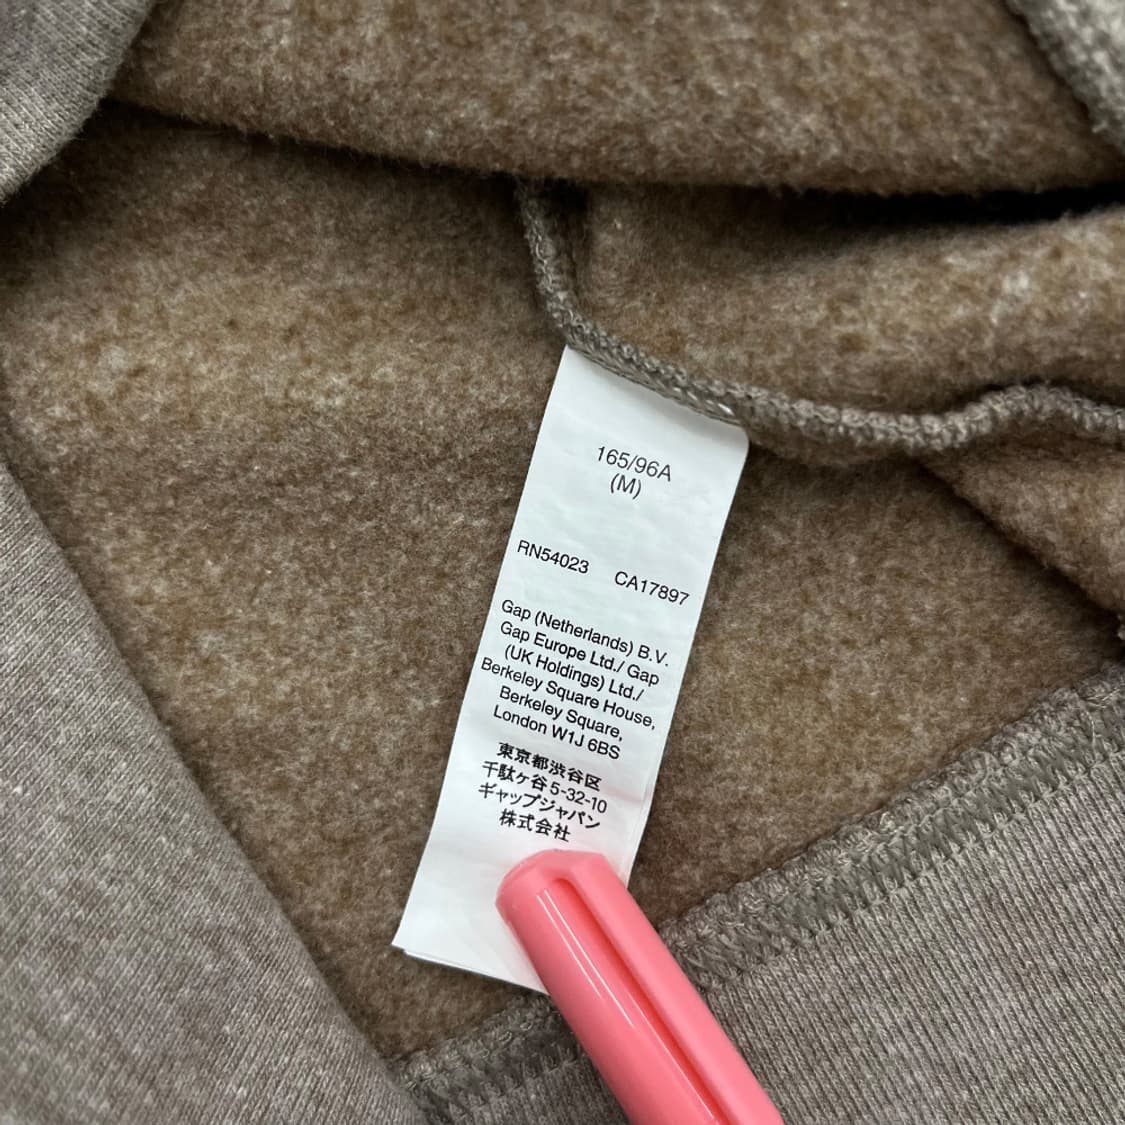 165/96A
(M)
RN54023 CA17897
Gap (Netherlands) B.V.
Gap Europe Ltd./ Gap
(UK Holdings) Ltd./
Berkeley Square House,
Berkeley Square,
London W1J 6BS
東京都渋谷区
千駄ケ谷5-32-10
ギャップジャパン
株式会社